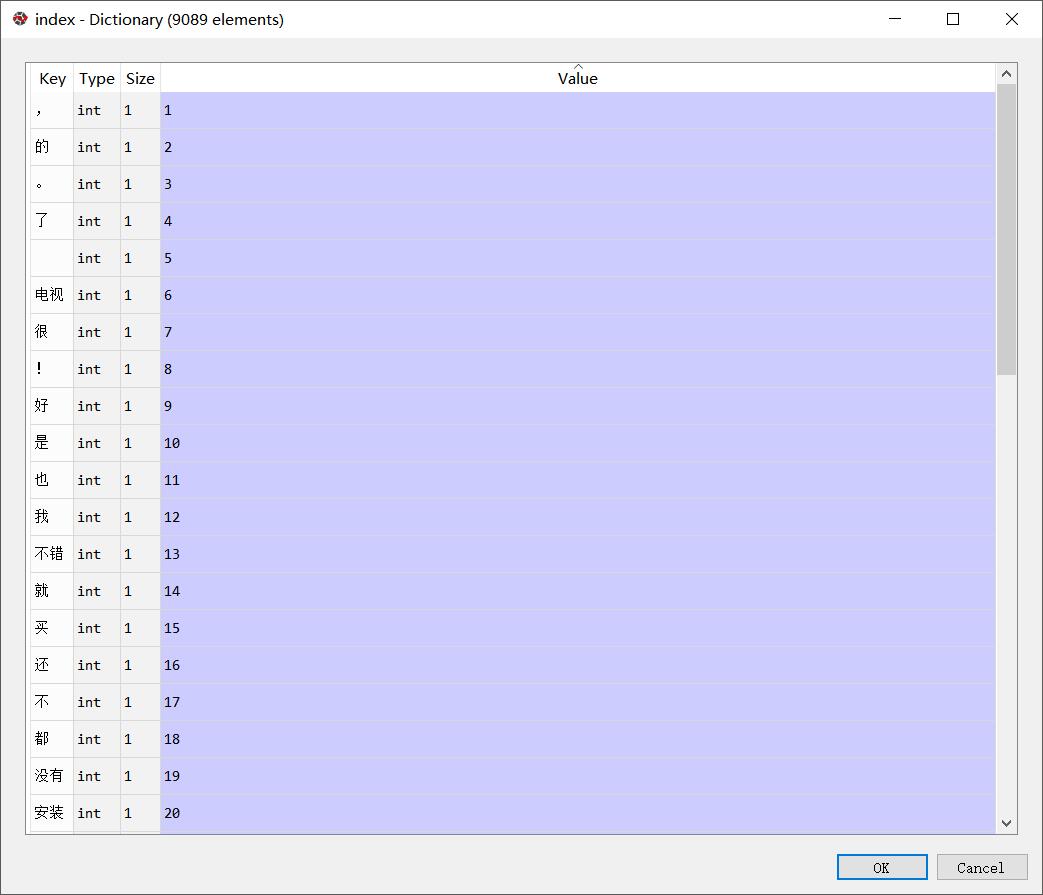 index - Dictionary (9089 elements)
Key Type Size Value
， int 1 1
的 int 1 2
。 int 1 3
了 int 1 4
int 1 5
电视 int 1 6
很 int 1 7
！ int 1 8
好 int 1 9
是 int 1 10
也 int 1 11
我 int 1 12
不错 int 1 13
就 int 1 14
买 int 1 15
还 int 1 16
不 int 1 17
都 int 1 18
没有 int 1 19
安装 int 1 20
OK Cancel